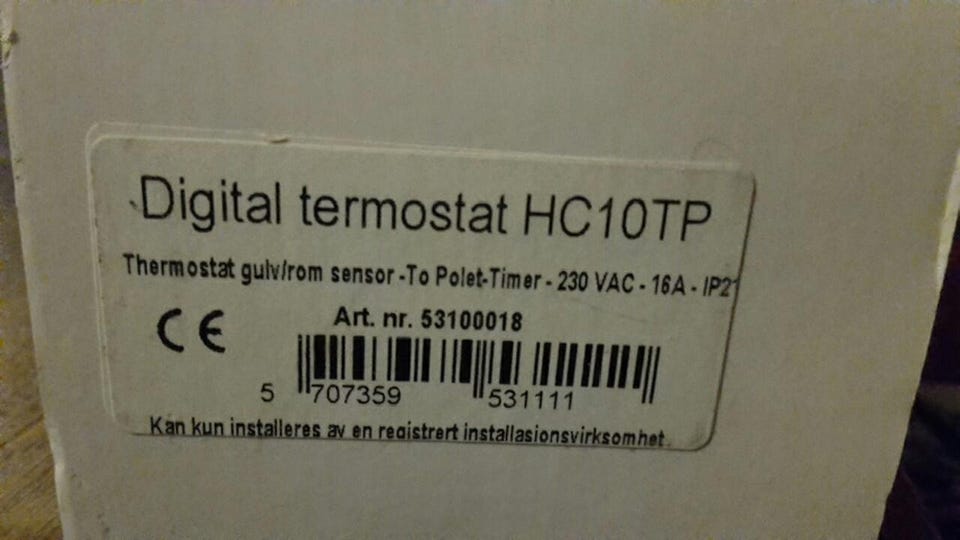 Digital termostat HC10TP
Thermostat gulv/rom sensor -To Polet-Timer - 230 VAC - 16A - IP21
Art. nr. 53100018
CE
5 707359 531111
Kan kun installeres av en registrert installasjonsvirksomhet